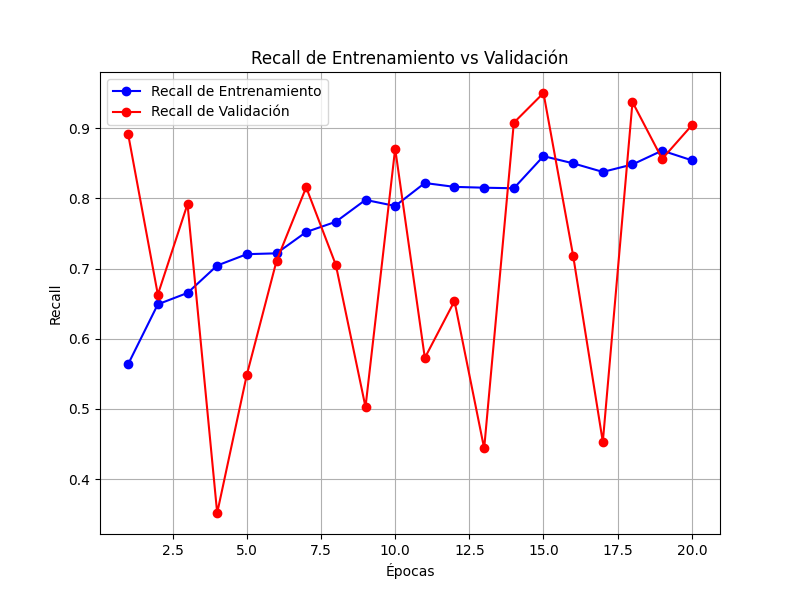 Recall de Entrenamiento vs Validación
Recall de Entrenamiento
Recall de Validación
0.9
0.8
0.7
0.6
0.5
0.4
Recall
2.5 5.0 7.5 10.0 12.5 15.0 17.5 20.0
Épocas